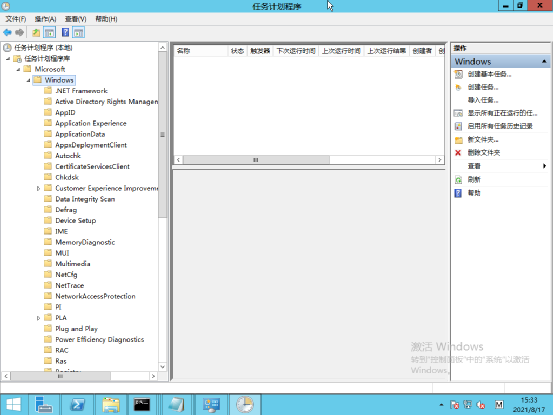 任务计划程序
文件(F) 操作(A) 查看(V) 帮助(H)
任务计划程序 (本地)
任务计划程序库
Microsoft
Windows
.NET Framework
Active Directory Rights Managem
AppID
Application Experience
ApplicationData
AppxDeploymentClient
Autochk
CertificateServicesClient
Chkdsk
Customer Experience Improveme
Data Integrity Scan
Defrag
Device Setup
IME
MemoryDiagnostic
MUI
Multimedia
NetCfg
NetTrace
NetworkAccessProtection
PI
PLA
Plug and Play
Power Efficiency Diagnostics
RAC
Ras
名称 状态 触发器 下次运行时间 上次运行时间 上次运行结果 创建者 创
操作
Windows
创建基本任务...
创建任务...
导入任务...
显示所有正在运行的任...
启用所有任务历史记录
新文件夹...
删除文件夹
查看
刷新
帮助
激活 Windows
转到"控制面板"中的"系统"以激活
Windows。
M
15:33
2021/8/17